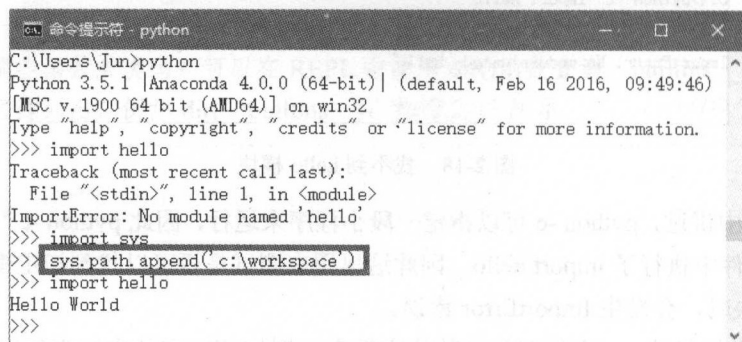 命令提示符 - python
C:\Users\Jun>python
Python 3.5.1 |Anaconda 4.0.0 (64-bit)| (default, Feb 16 2016, 09:49:46)
[MSC v.1900 64 bit (AMD64)] on win32
Type "help", "copyright", "credits" or "license" for more information.
>>> import hello
Traceback (most recent call last):
  File "<stdin>", line 1, in <module>
ImportError: No module named 'hello'
>>> import sys
>>> sys.path.append('c:\workspace')
>>> import hello
Hello World
>>>